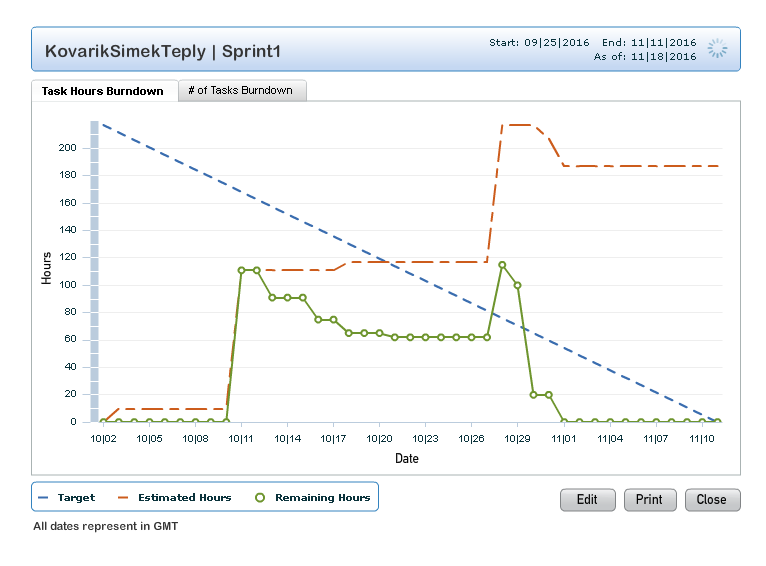 KovarikSimekTeply | Sprint1
Start: 09|25|2016 End: 11|11|2016
As of: 11|18|2016
Task Hours Burndown
# of Tasks Burndown
200
180
160
140
120
100
80
60
40
20
0
Hours
10|02 10|05 10|08 10|11 10|14 10|17 10|20 10|23 10|26 10|29 11|01 11|04 11|07 11|10
Date
Target Estimated Hours Remaining Hours
Edit Print Close
All dates represent in GMT